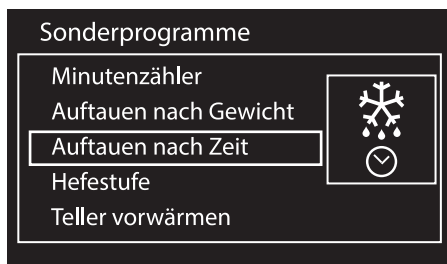 Sonderprogramme
Minutenzähler
Auftauen nach Gewicht
Auftauen nach Zeit
Hefestufe
Teller vorwärmen